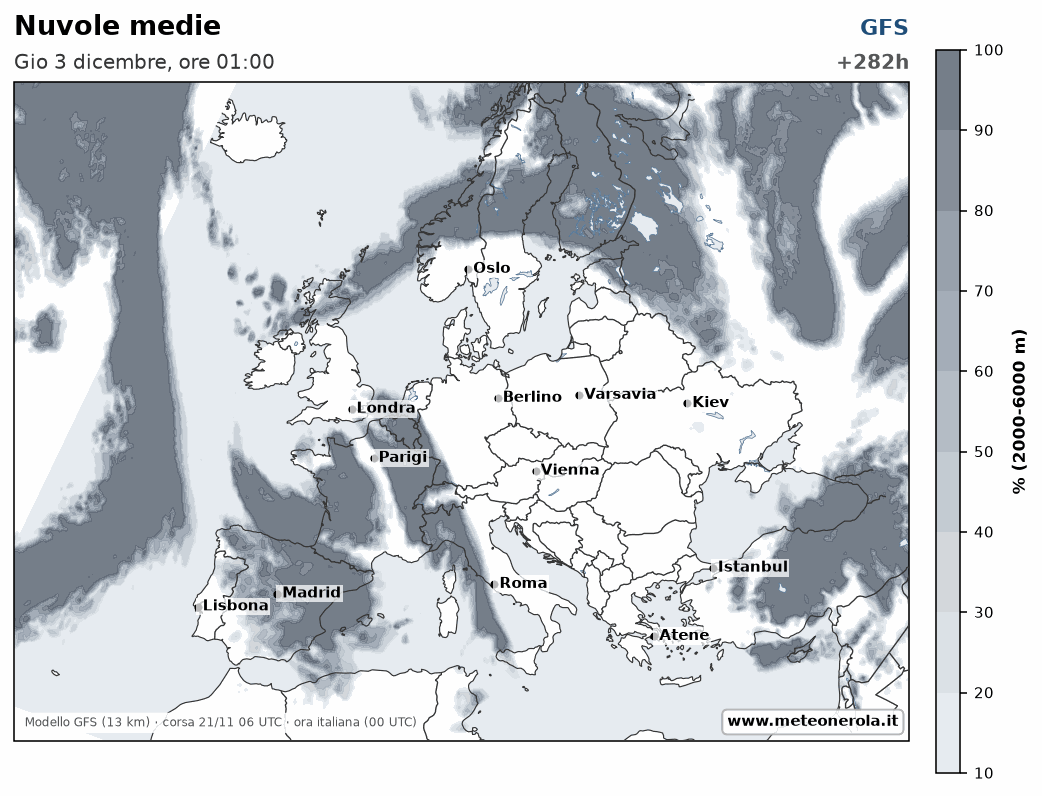 Nuvole medie
GFS
Gio 3 dicembre, ore 01:00
+282h
100
90
80
70
60
50
40
30
20
10
% (2000-6000 m)
Oslo
Berlino
Varsavia
Kiev
Londra
Parigi
Vienna
Istanbul
Roma
Madrid
Lisbona
Atene
Modello GFS (13 km) · corsa 21/11 06 UTC · ora italiana (00 UTC)
www.meteonerola.it